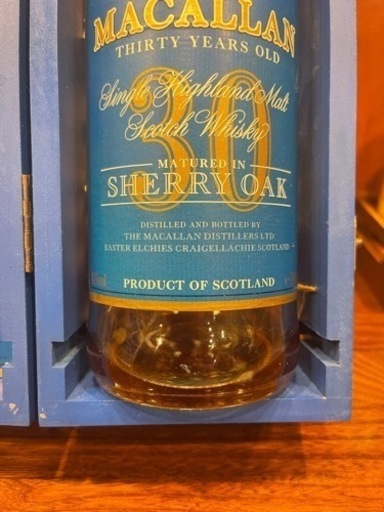 MACALLAN
THIRTY YEARS OLD
30
Single Highland Malt
Scotch Whisky
MATURED IN
SHERRY OAK
DISTILLED AND BOTTLED BY
THE MACALLAN DISTILLERS LTD
EASTER ELCHIES CRAIGELLACHIE SCOTLAND
PRODUCT OF SCOTLAND